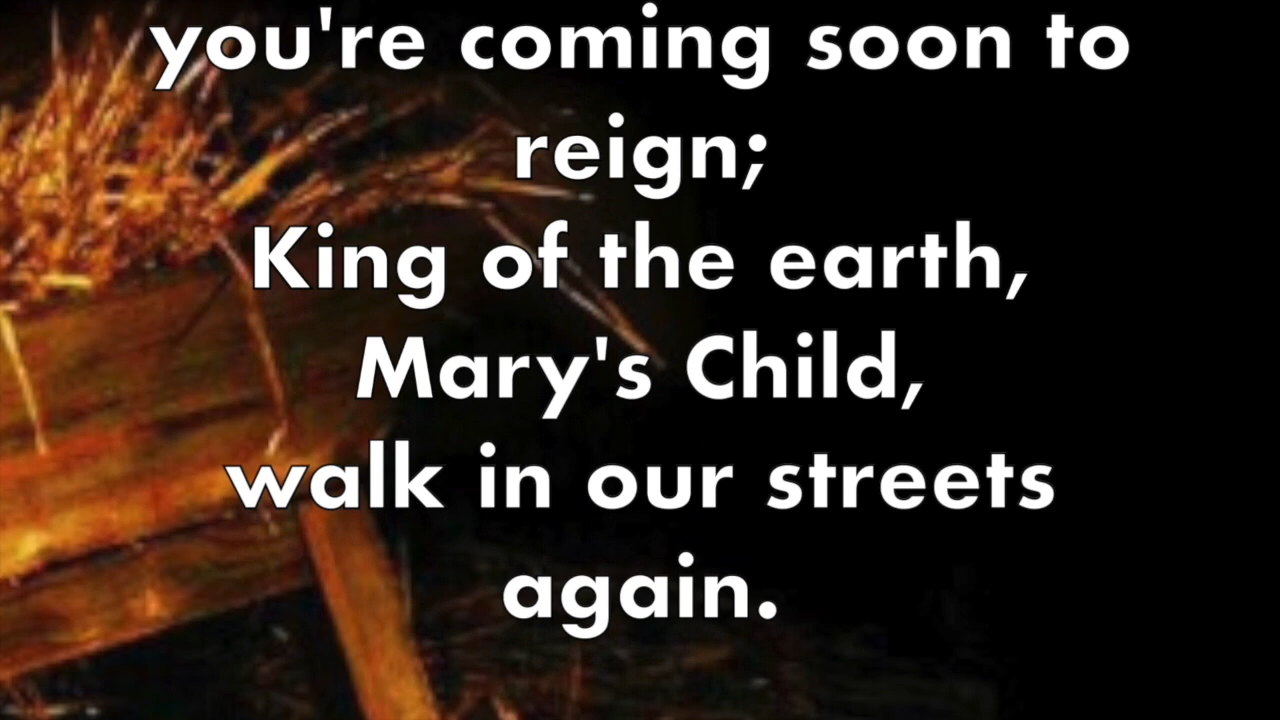 you're coming soon to
reign;
King of the earth,
Mary's Child,
walk in our streets
again.